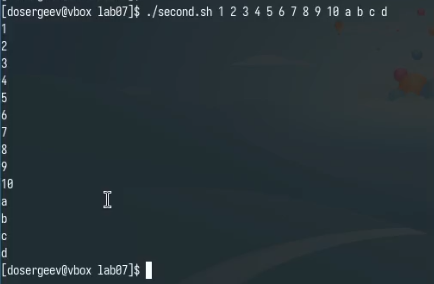 [dosergeev@vbox lab07]$ ./second.sh 1 2 3 4 5 6 7 8 9 10 a b c d
1
2
3
4
5
6
7
8
9
10
a
b
c
d
[dosergeev@vbox lab07]$